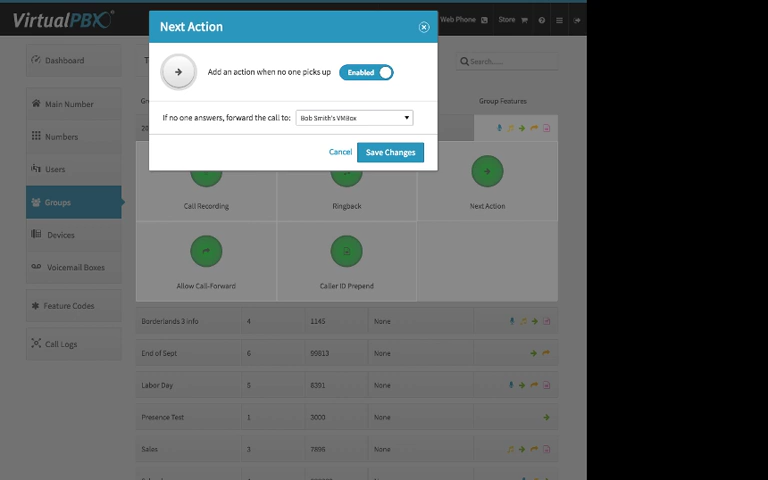 VirtualPBX
Web Phone
Store
Next Action
Add an action when no one picks up
Enabled
If no one answers, forward the call to:
Bob Smith's VMBox
Cancel
Save Changes
Dashboard
Main Number
Numbers
Users
Groups
Devices
Voicemail Boxes
Feature Codes
Call Logs
Search......
Group Features
Call Recording
Ringback
Next Action
Allow Call-Forward
Caller ID Prepend
Borderlands 3 info 4 1145 None
End of Sept 6 99813 None
Labor Day 5 8391 None
Presence Test 1 3000 None
Sales 3 7896 None